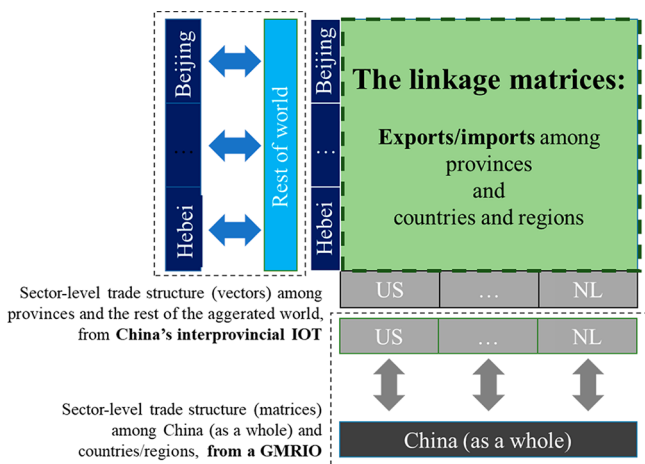 Beijing
...
Hebei
Rest of world
Beijing
...
Hebei
The linkage matrices:
Exports/imports among
provinces
and
countries and regions
US
...
NL
Sector-level trade structure (vectors) among
provinces and the rest of the aggerated world,
from China's interprovincial IOT
US
...
NL
Sector-level trade structure (matrices)
among China (as a whole) and
countries/regions, from a GMRIO
China (as a whole)